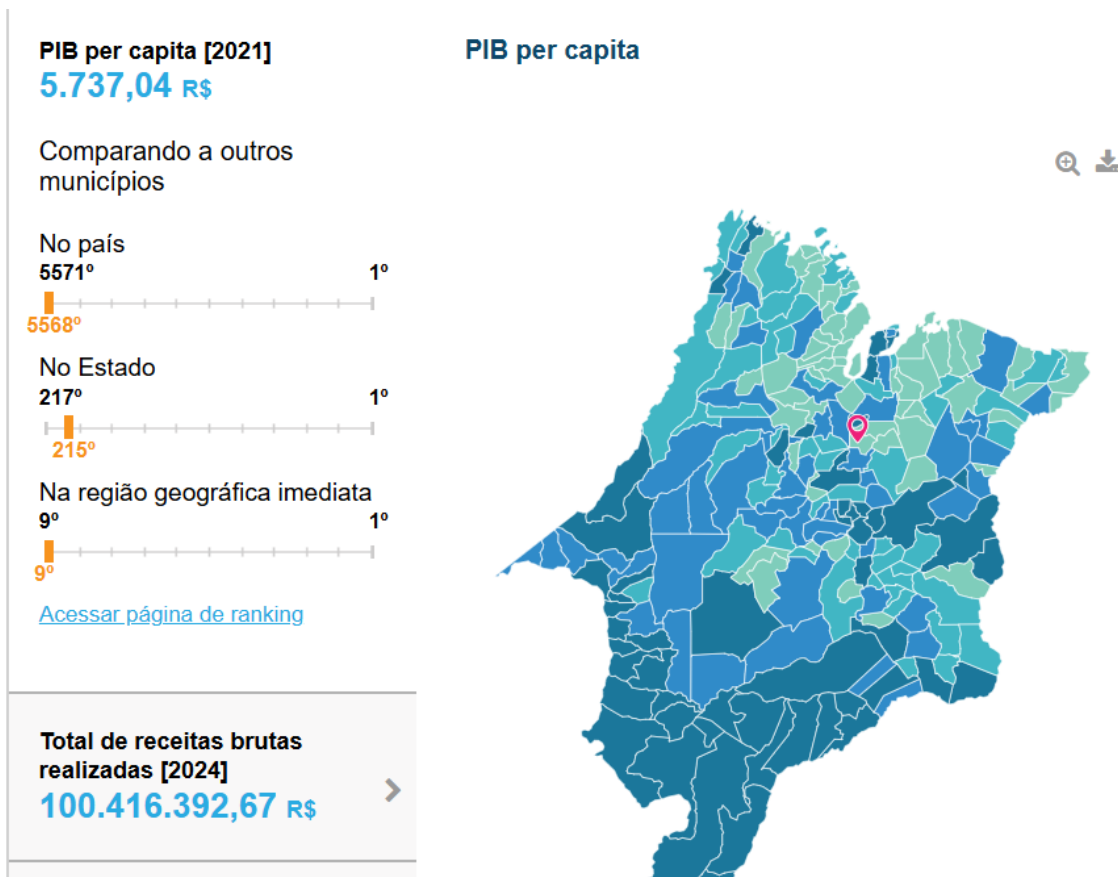 PIB per capita [2021]
5.737,04 R$
Comparando a outros
municípios
No país
5571º 1º
5568º
No Estado
217º 1º
215º
Na região geográfica imediata
9º 1º
9º
Acessar página de ranking
Total de receitas brutas
realizadas [2024]
100.416.392,67 R$
PIB per capita